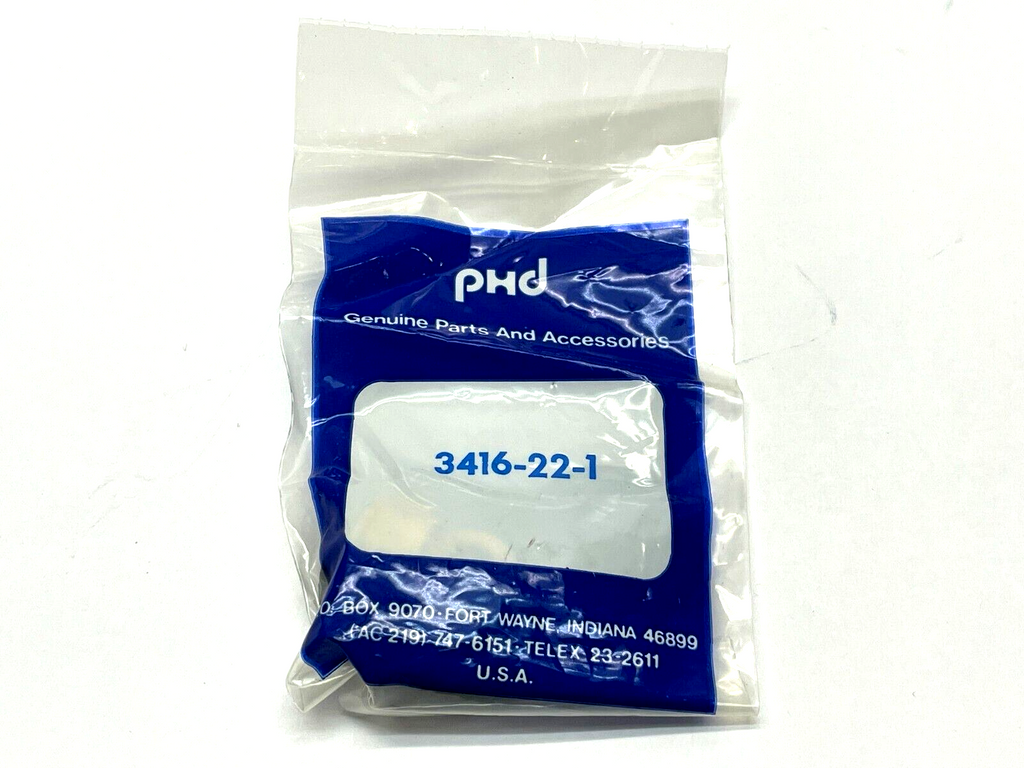 PHd
Genuine Parts And Accessories
3416-22-1
O. BOX 9070 · FORT WAYNE, INDIANA 46899
(AC 219) 747-6151 · TELEX 23-2611
U.S.A.